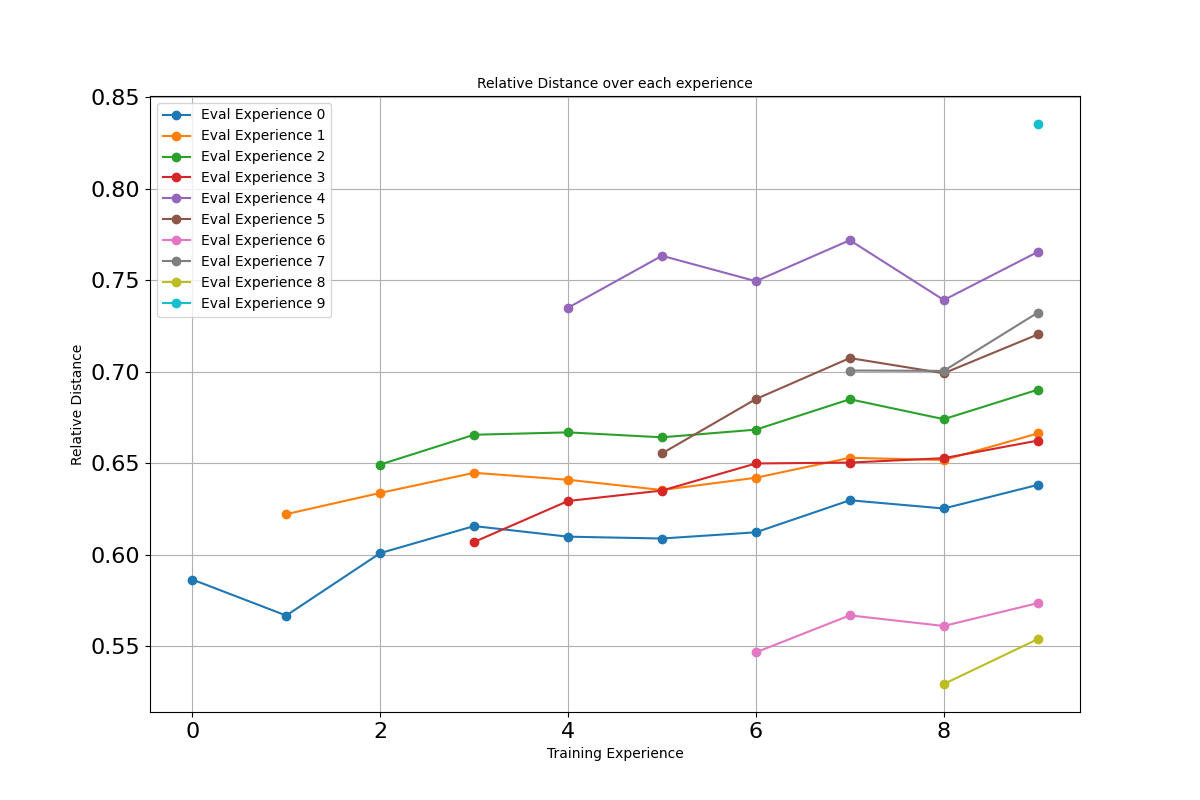 Relative Distance over each experience
0.85
0.80
0.75
0.70
0.65
0.60
0.55
Relative Distance
Eval Experience 0
Eval Experience 1
Eval Experience 2
Eval Experience 3
Eval Experience 4
Eval Experience 5
Eval Experience 6
Eval Experience 7
Eval Experience 8
Eval Experience 9
0 2 4 6 8
Training Experience